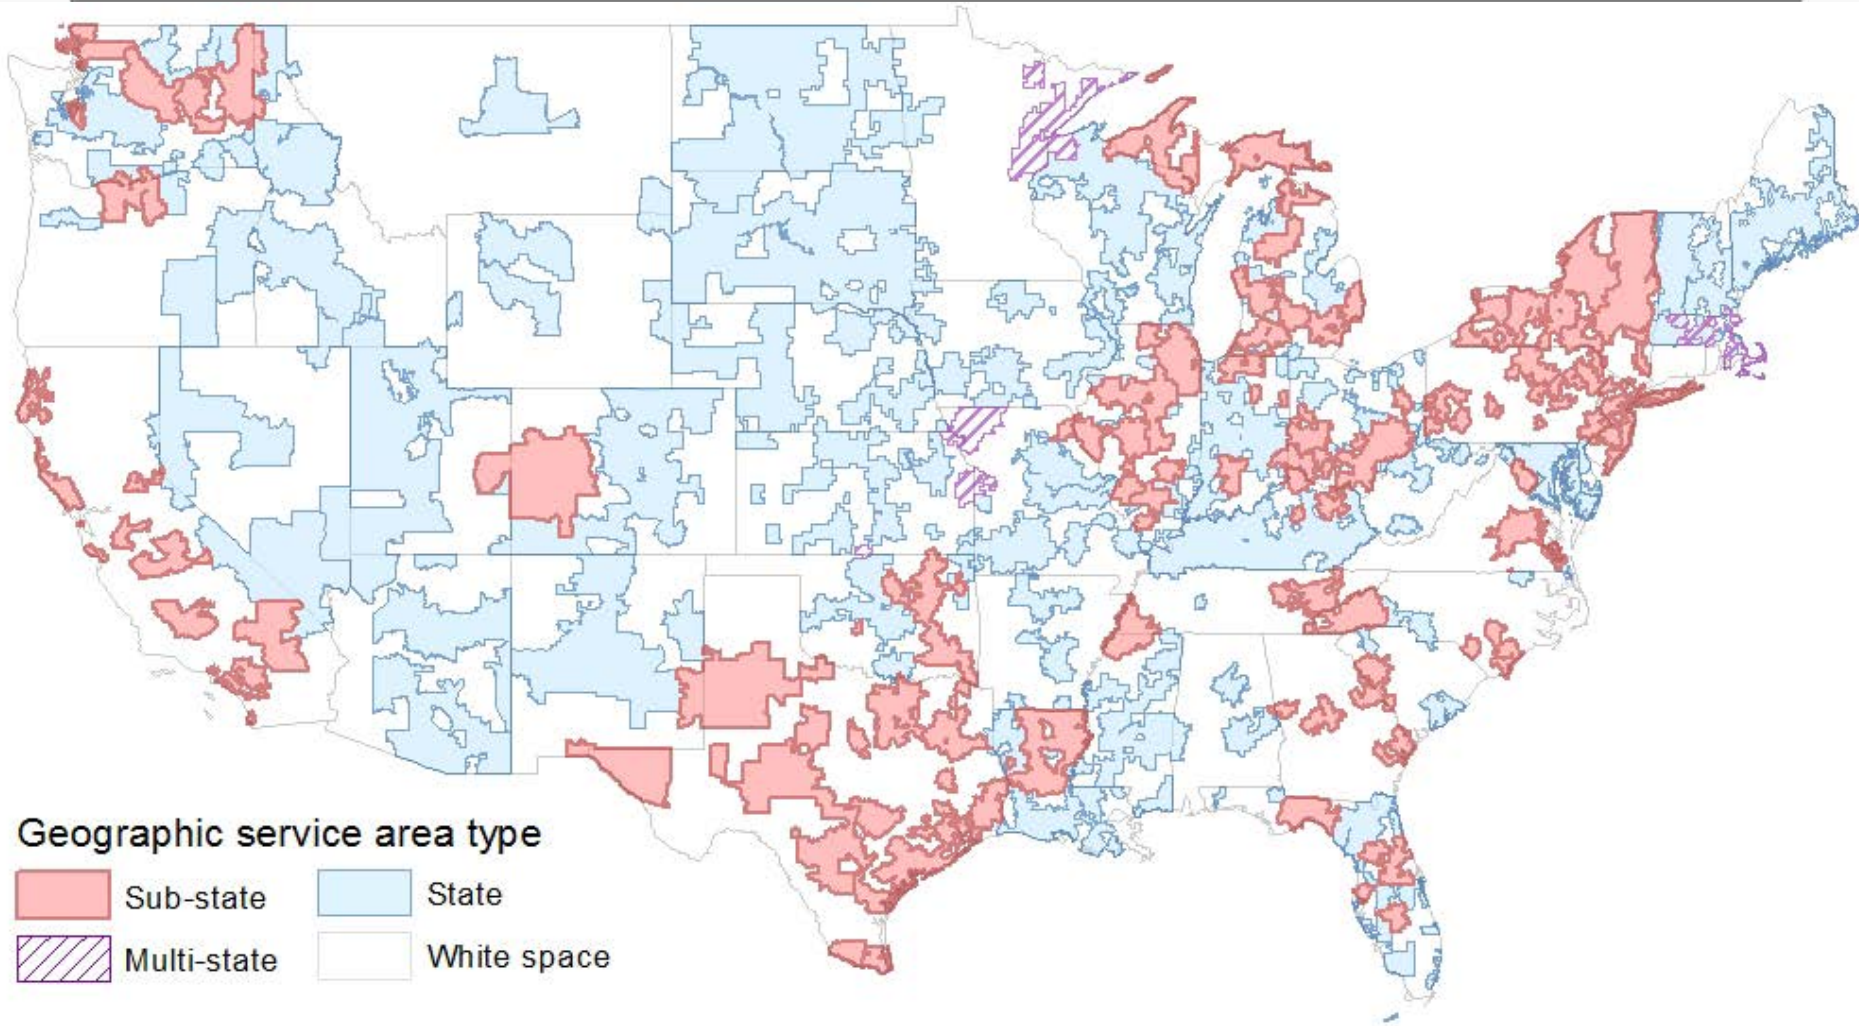 Geographic service area type
Sub-state
State
Multi-state
White space